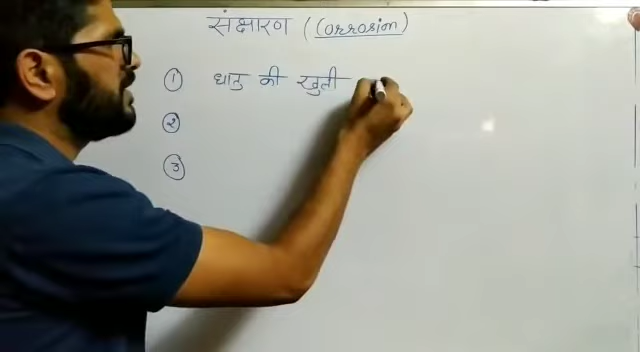 संक्षारण (Corrosion)
① धातु की खुली
②
③